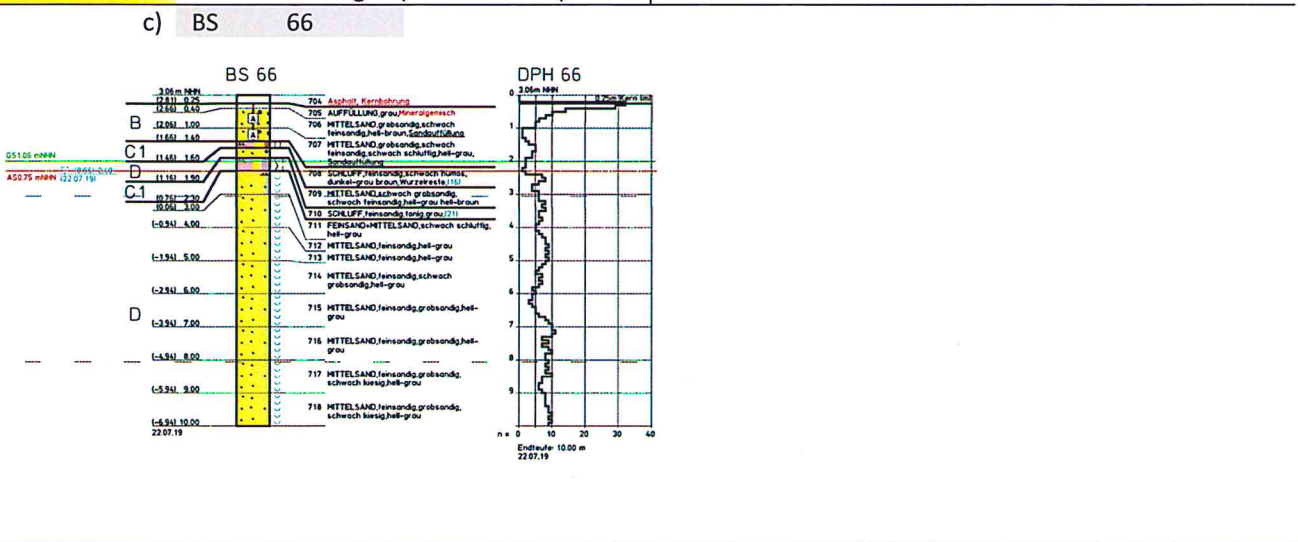 c) BS 66
BS 66
3.06 m NHN
(2.81) 0.25
(2.66) 0.40
(2.06) 1.00
(1.66) 1.40
(1.46) 1.60
(1.16) 1.90
(0.76) 2.30
(0.06) 3.00
(-0.94) 4.00
(-1.94) 5.00
(-2.94) 6.00
(-3.94) 7.00
(-4.94) 8.00
(-5.94) 9.00
(-6.94) 10.00
22.07.19
B
C1
D
C1
D
GS1.06 mNHN
AS0.75 mNHN
(22.07.19)
A
A
704 Asphalt, Kernbohrung
705 AUFFÜLLUNG,grau,Mineralgemisch
706 MITTELSAND,grobsandig,schwach
feinsandig,hell-braun,Sandauffüllung
707 MITTELSAND,grobsandig,schwach
feinsandig,schwach schluffig,hell-grau,
Sandauffüllung
708 SCHLUFF,feinsandig,schwach humos,
dunkel-grau braun,Wurzelreste,(16)
709 MITTELSAND,schwach grobsandig,
schwach feinsandig,hell-grau hell-braun
710 SCHLUFF,feinsandig,tonig,grau,(21)
711 FEINSAND+MITTELSAND,schwach schluffig,
hell-grau
712 MITTELSAND,feinsandig,hell-grau
713 MITTELSAND,feinsandig,hell-grau
714 MITTELSAND,feinsandig,schwach
grobsandig,hell-grau
715 MITTELSAND,feinsandig,grobsandig,hell-
grau
716 MITTELSAND,feinsandig,grobsandig,hell-
grau
717 MITTELSAND,feinsandig,grobsandig,
schwach kiesig,hell-grau
718 MITTELSAND,feinsandig,grobsandig,
schwach kiesig,hell-grau
DPH 66
3.06m NHN
0
1
2
3
4
5
6
7
8
9
n = 0 10 20 30 40
Endteufe: 10.00 m
22.07.19